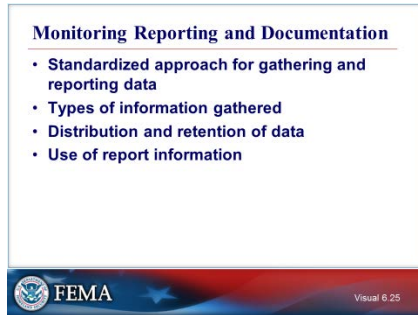 Monitoring Reporting and Documentation
• Standardized approach for gathering and
reporting data
• Types of information gathered
• Distribution and retention of data
• Use of report information
FEMA
Visual 6.25